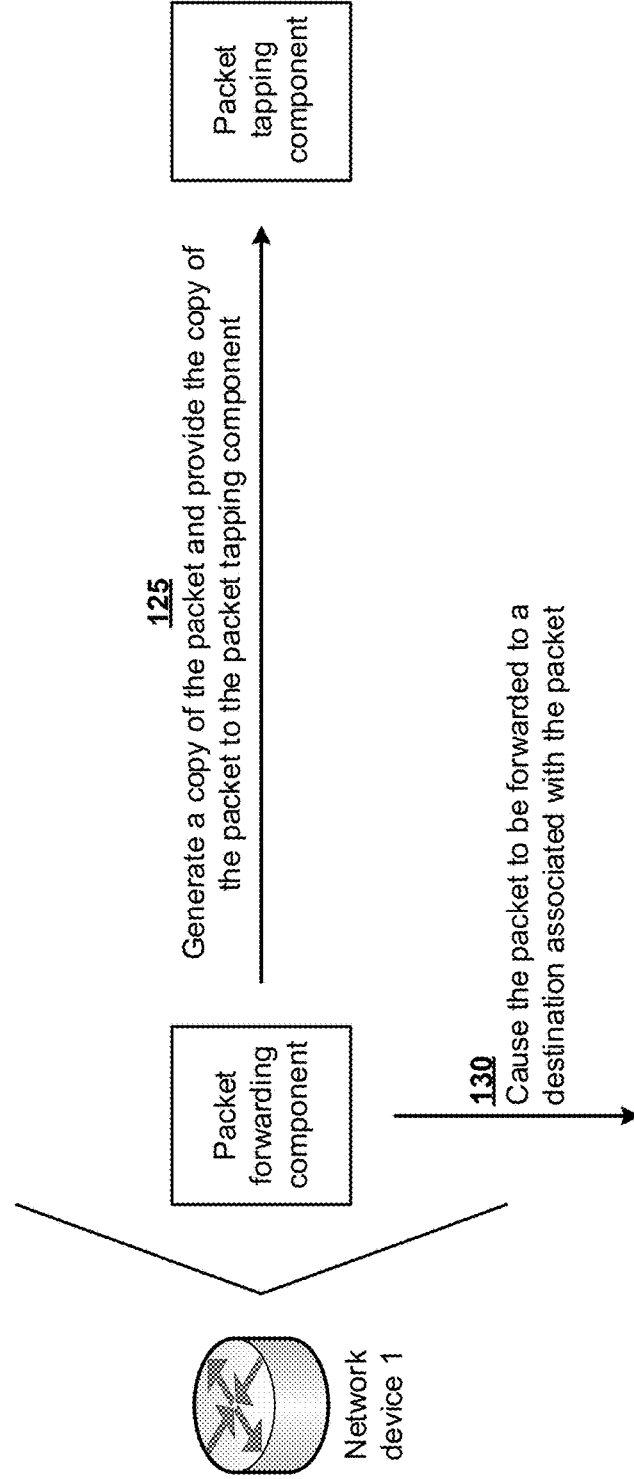 Network
device 1
Packet
forwarding
component
125
Generate a copy of the packet and provide the copy of
the packet to the packet tapping component
Packet
tapping
component
130
Cause the packet to be forwarded to a
destination associated with the packet